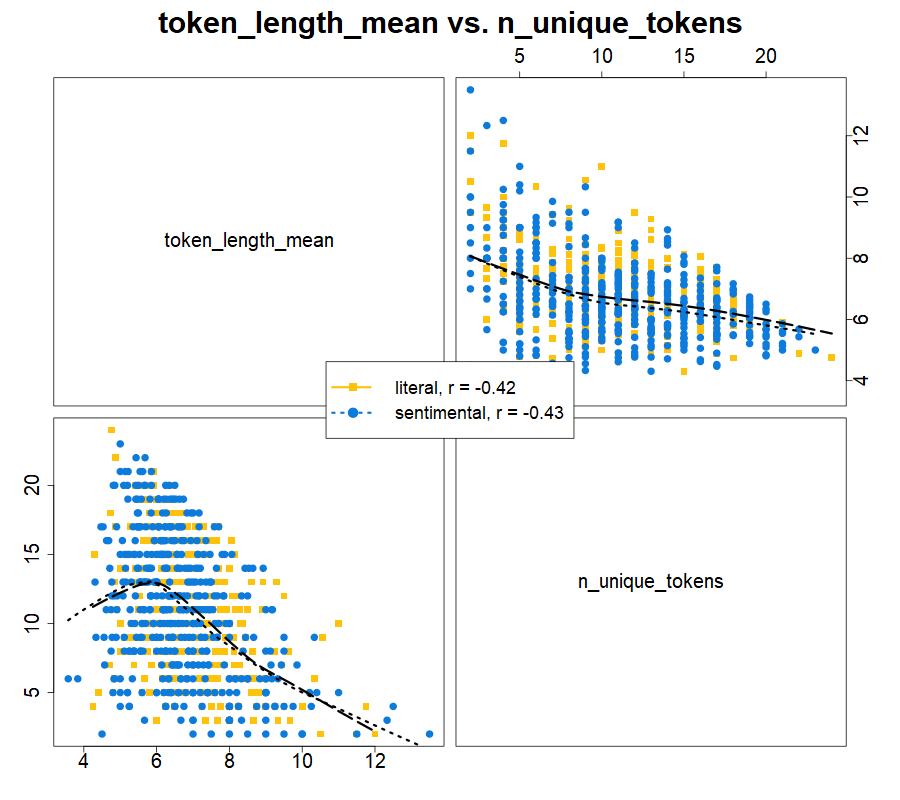 token_length_mean vs. n_unique_tokens
5 10 15 20
token_length_mean
12
10
8
6
4
literal, r = -0.42
sentimental, r = -0.43
20
15
10
5
n_unique_tokens
4 6 8 10 12